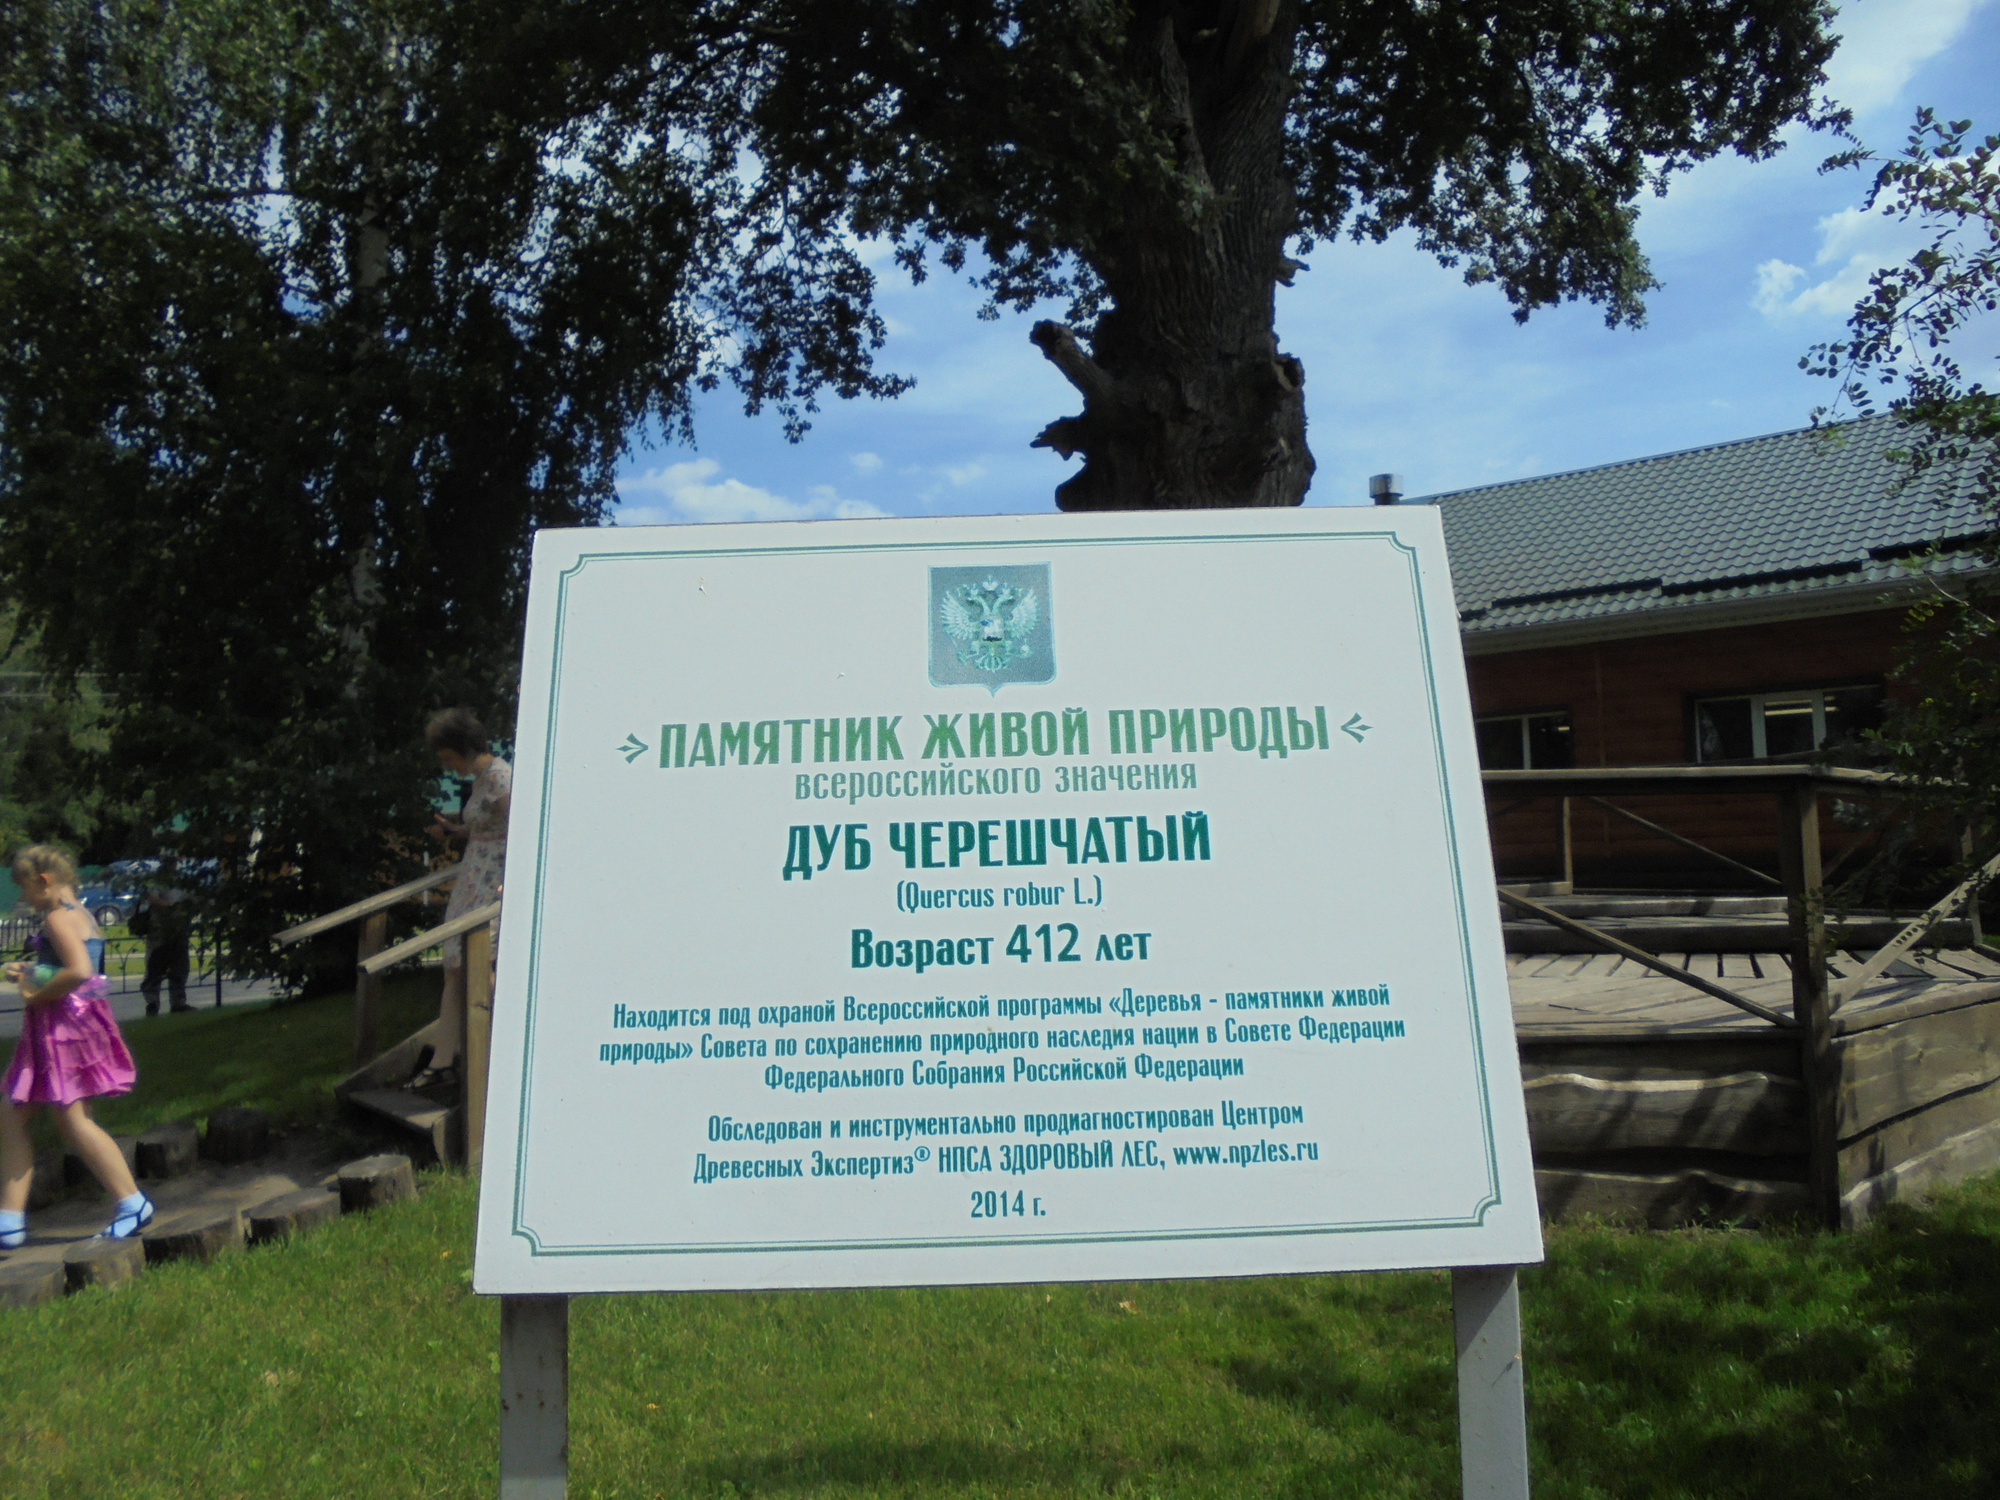 ПАМЯТНИК ЖИВОЙ ПРИРОДЫ
всероссийского значения
ДУБ ЧЕРЕШЧАТЫЙ
(Quercus robur L.)
Возраст 412 лет
Находится под охраной Всероссийской программы «Деревья - памятники живой
природы» Совета по сохранению природного наследия нации в Совете Федерации
Федерального Собрания Российской Федерации
Обследован и инструментально продиагностирован Центром
Древесных Экспертиз® НПСА ЗДОРОВЫЙ ЛЕС, www.npzles.ru
2014 г.